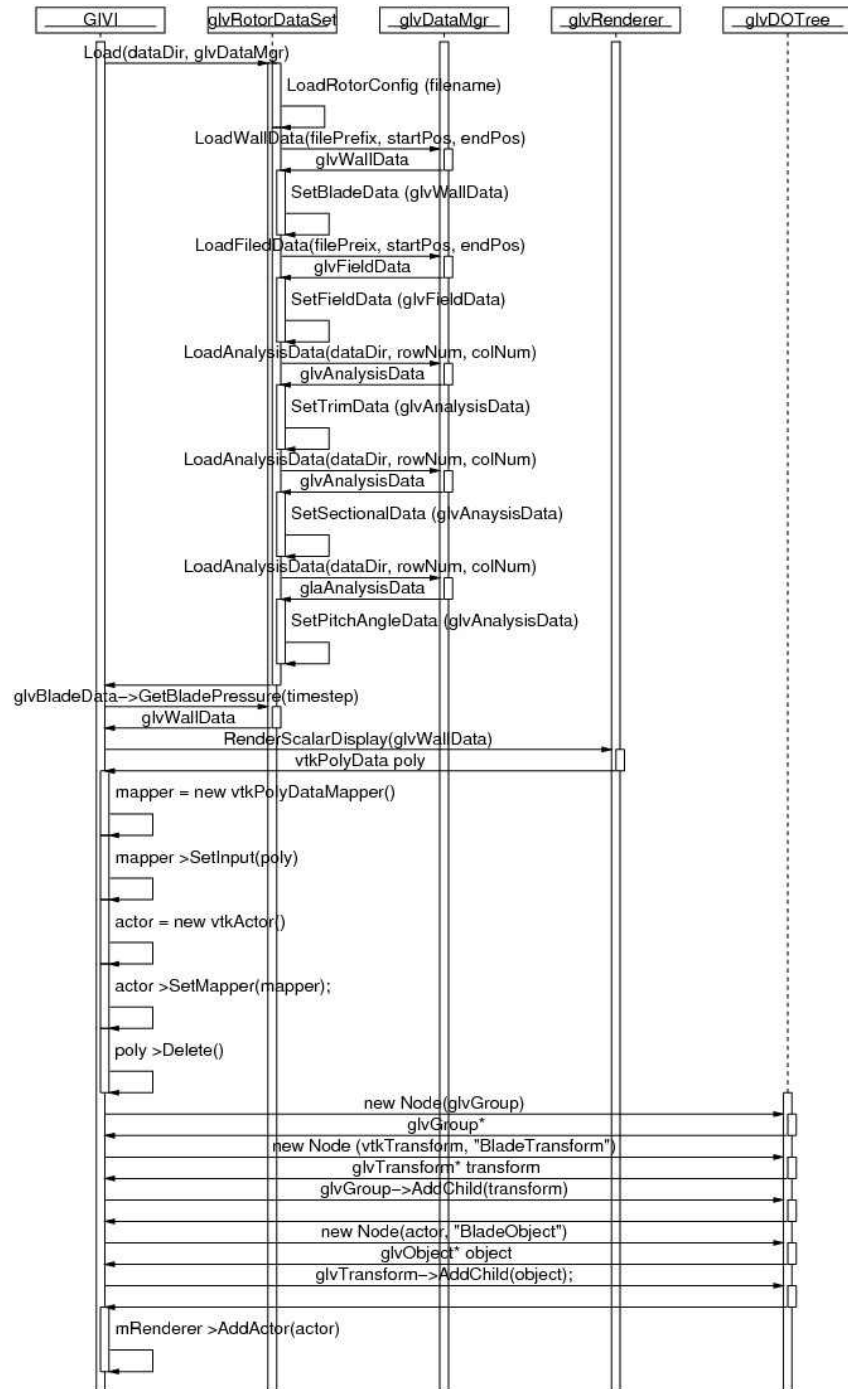 GIVI glvRotorDataSet glvDataMgr glvRenderer glvDOTree
Load(dataDir, glvDataMgr)
LoadRotorConfig (filename)
LoadWallData(filePrefix, startPos, endPos)
glvWallData
SetBladeData (glvWallData)
LoadFiledData(filePreix, startPos, endPos)
glvFieldData
SetFieldData (glvFieldData)
LoadAnalysisData(dataDir, rowNum, colNum)
glvAnalysisData
SetTrimData (glvAnalysisData)
LoadAnalysisData(dataDir, rowNum, colNum)
glvAnalysisData
SetSectionalData (glvAnaysisData)
LoadAnalysisData(dataDir, rowNum, colNum)
glaAnalysisData
SetPitchAngleData (glvAnalysisData)
glvBladeData−>GetBladePressure(timestep)
glvWallData
RenderScalarDisplay(glvWallData)
vtkPolyData poly
mapper = new vtkPolyDataMapper()
mapper >SetInput(poly)
actor = new vtkActor()
actor >SetMapper(mapper);
poly >Delete()
new Node(glvGroup)
glvGroup*
new Node (vtkTransform, "BladeTransform")
glvTransform* transform
glvGroup−>AddChild(transform)
new Node(actor, "BladeObject")
glvObject* object
glvTransform−>AddChild(object);
mRenderer >AddActor(actor)